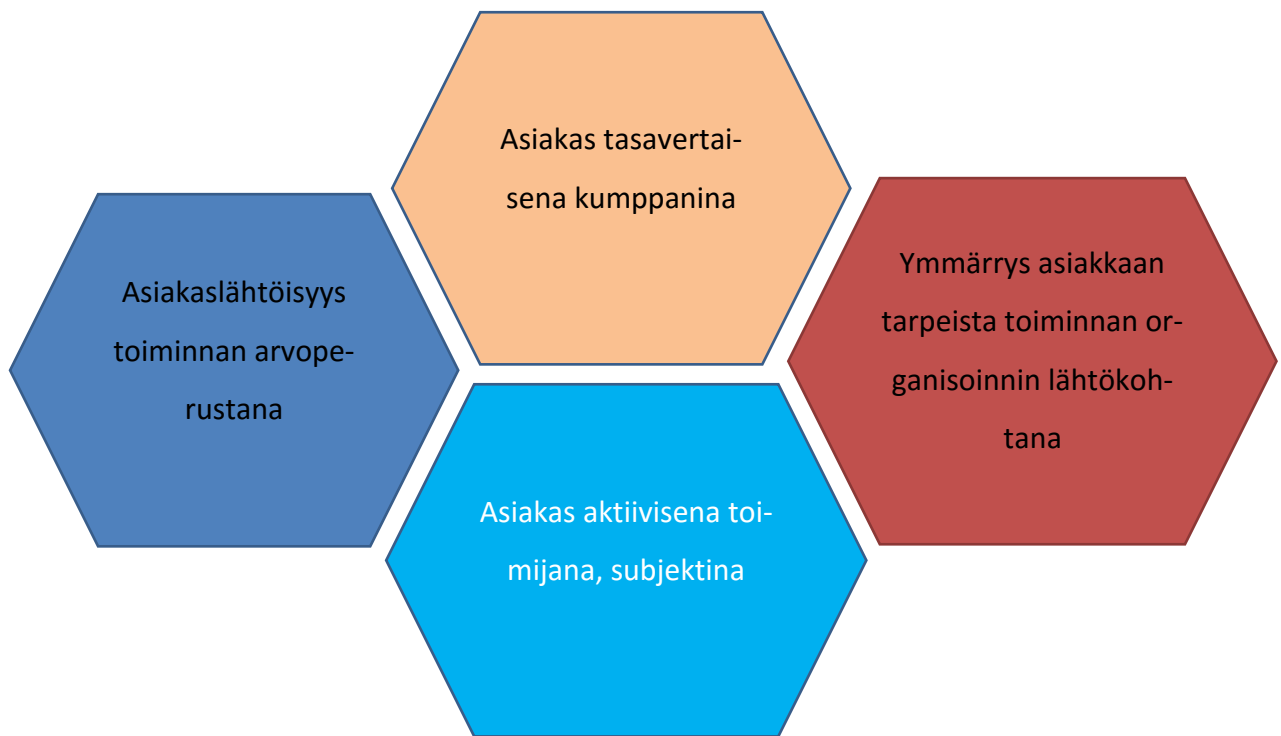 Asiakas tasavertai-
sena kumppanina
Asiakaslähtöisyys
toiminnan arvope-
rustana
Ymmärrys asiakkaan
tarpeista toiminnan or-
ganisoinnin lähtökoh-
tana
Asiakas aktiivisena toi-
mijana, subjektina